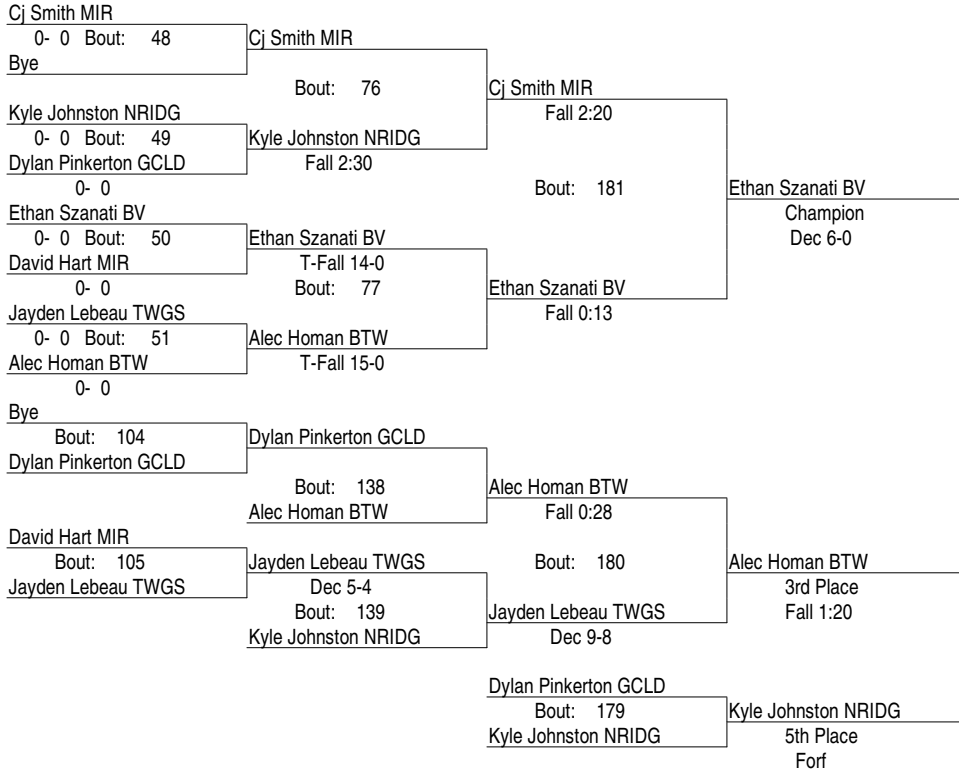 Cj Smith MIR
0- 0 Bout: 48
Bye
Cj Smith MIR
Bout: 76
Kyle Johnston NRIDG
0- 0 Bout: 49
Dylan Pinkerton GCLD
0- 0
Kyle Johnston NRIDG
Fall 2:30
Cj Smith MIR
Fall 2:20
Bout: 181
Ethan Szanati BV
0- 0 Bout: 50
David Hart MIR
0- 0
Ethan Szanati BV
T-Fall 14-0
Bout: 77
Jayden Lebeau TWGS
0- 0 Bout: 51
Alec Homan BTW
0- 0
Alec Homan BTW
T-Fall 15-0
Ethan Szanati BV
Fall 0:13
Ethan Szanati BV
Champion
Dec 6-0
Bye
Bout: 104
Dylan Pinkerton GCLD
Dylan Pinkerton GCLD
Bout: 138
Alec Homan BTW
Alec Homan BTW
Fall 0:28
Bout: 180
David Hart MIR
Bout: 105
Jayden Lebeau TWGS
Jayden Lebeau TWGS
Dec 5-4
Bout: 139
Kyle Johnston NRIDG
Jayden Lebeau TWGS
Dec 9-8
Alec Homan BTW
3rd Place
Fall 1:20
Dylan Pinkerton GCLD
Bout: 179
Kyle Johnston NRIDG
Kyle Johnston NRIDG
5th Place
Forf